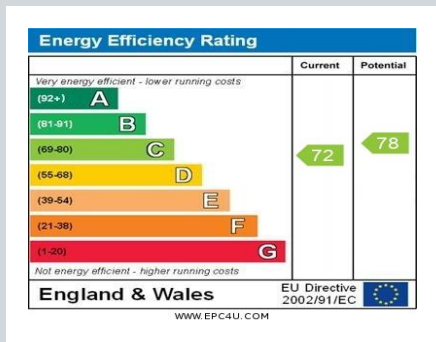 Energy Efficiency Rating
Current Potential
Very energy efficient - lower running costs
(92+) A
(81-91) B
(69-80) C
72
78
(55-68) D
(39-54) E
(21-38) F
(1-20) G
Not energy efficient - higher running costs
England & Wales
EU Directive
2002/91/EC
WWW.EPC4U.COM